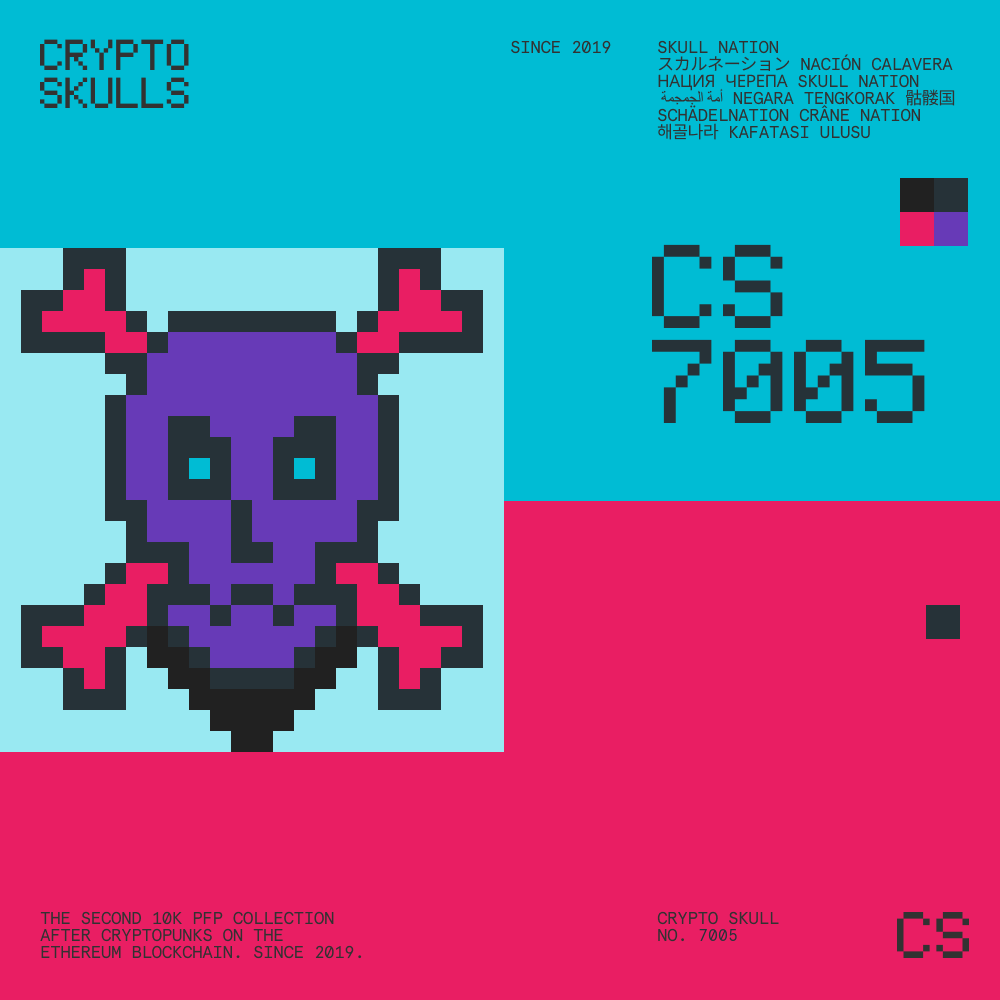 CRYPTO
SKULLS
SINCE 2019
SKULL NATION
スカルネーション NACIÓN CALAVERA
НАЦИЯ ЧЕРЕПА SKULL NATION
أمة الجمجمة NEGARA TENGKORAK 骷髅国
SCHÄDELNATION CRÂNE NATION
해골나라 KAFATASI ULUSU
CS
7005
THE SECOND 10K PFP COLLECTION
AFTER CRYPTOPUNKS ON THE
ETHEREUM BLOCKCHAIN. SINCE 2019.
CRYPTO SKULL
NO. 7005
CS